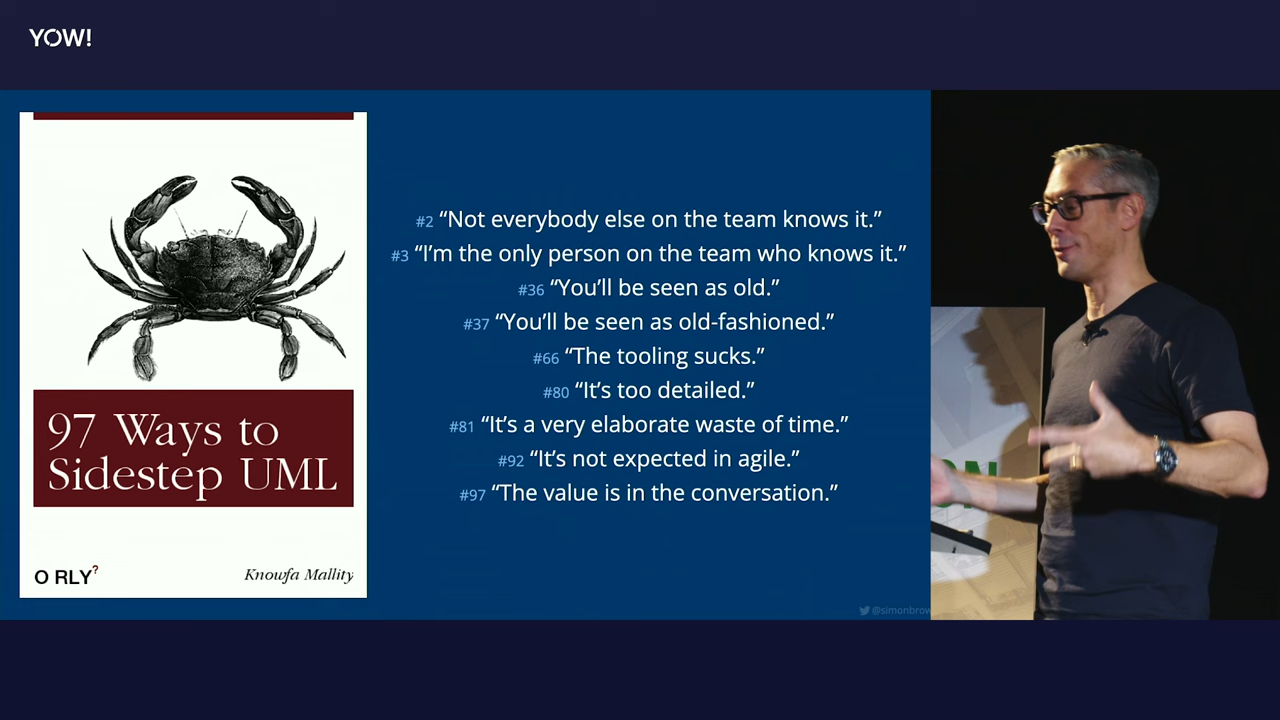 YOW!
#2 “Not everybody else on the team knows it.”
#3 “I’m the only person on the team who knows it.”
#36 “You’ll be seen as old.”
#37 “You’ll be seen as old-fashioned.”
#66 “The tooling sucks.”
#80 “It’s too detailed.”
#81 “It’s a very elaborate waste of time.”
#92 “It’s not expected in agile.”
#97 “The value is in the conversation.”
97 Ways to
Sidestep UML
O RLY?
Knowfa Mallity
@simonbrow
ON